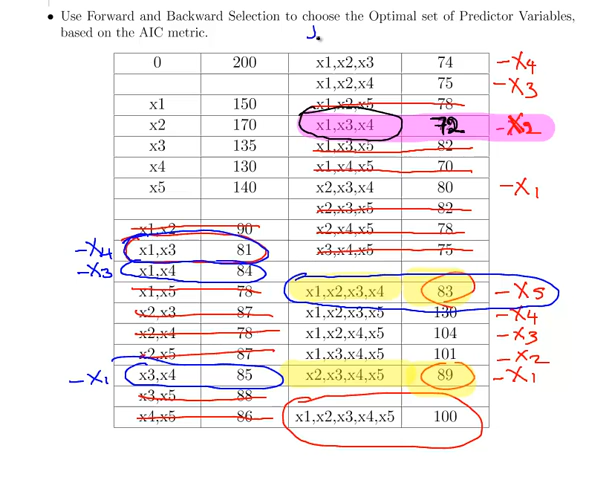 • Use Forward and Backward Selection to choose the Optimal set of Predictor Variables,
based on the AIC metric.
0 200 x1,x2,x3 74 -X4
x1,x2,x4 75 -X3
x1 150 x1,x2,x5 78
x2 170 x1,x3,x4 72 -X2
x3 135 x1,x3,x5 82
x4 130 x1,x4,x5 70
x5 140 x2,x3,x4 80 -X1
x2,x3,x5 82
x1,x2 90 x2,x4,x5 78
-X4 x1,x3 81 x3,x4,x5 75
-X3 x1,x4 84
x1,x5 78 x1,x2,x3,x4 83 -X5
x2,x3 87 x1,x2,x3,x5 130 -X4
x2,x4 78 x1,x2,x4,x5 104 -X3
x2,x5 87 x1,x3,x4,x5 101 -X2
-X1 x3,x4 85 x2,x3,x4,x5 89 -X1
x3,x5 88
x4,x5 86 x1,x2,x3,x4,x5 100